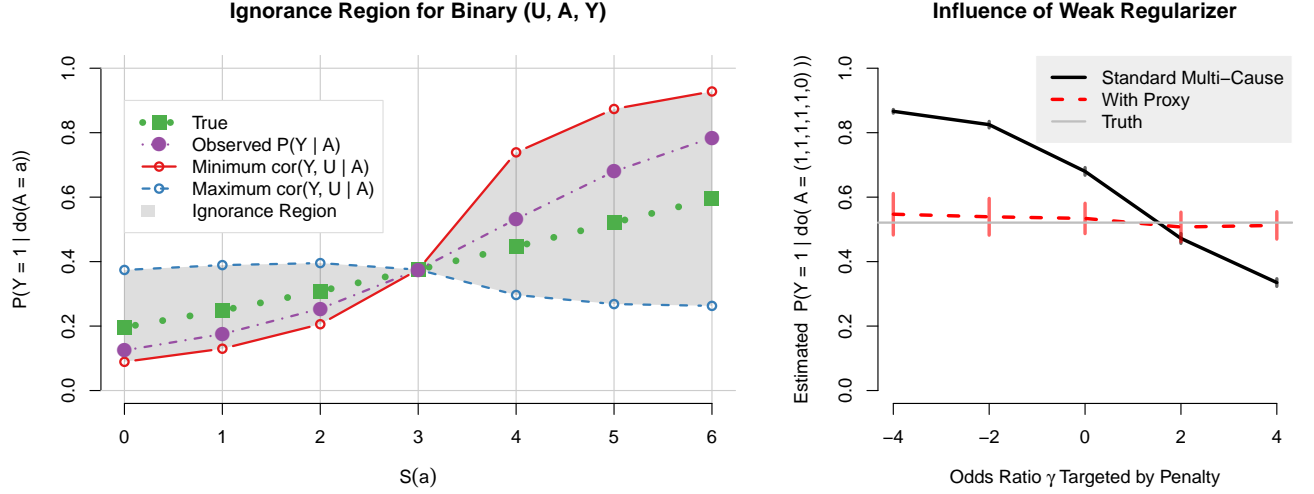 Ignorance Region for Binary (U, A, Y)
P(Y = 1 | do(A = a))
1.0
0.8
0.6
0.4
0.2
0.0
True
Observed P(Y | A)
Minimum cor(Y, U | A)
Maximum cor(Y, U | A)
Ignorance Region
0 1 2 3 4 5 6
S(a)
Influence of Weak Regularizer
Estimated P(Y = 1 | do( A = (1,1,1,1,1,0) ))
1.0
0.8
0.6
0.4
0.2
0.0
Standard Multi−Cause
With Proxy
Truth
−4 −2 0 2 4
Odds Ratio γ Targeted by Penalty